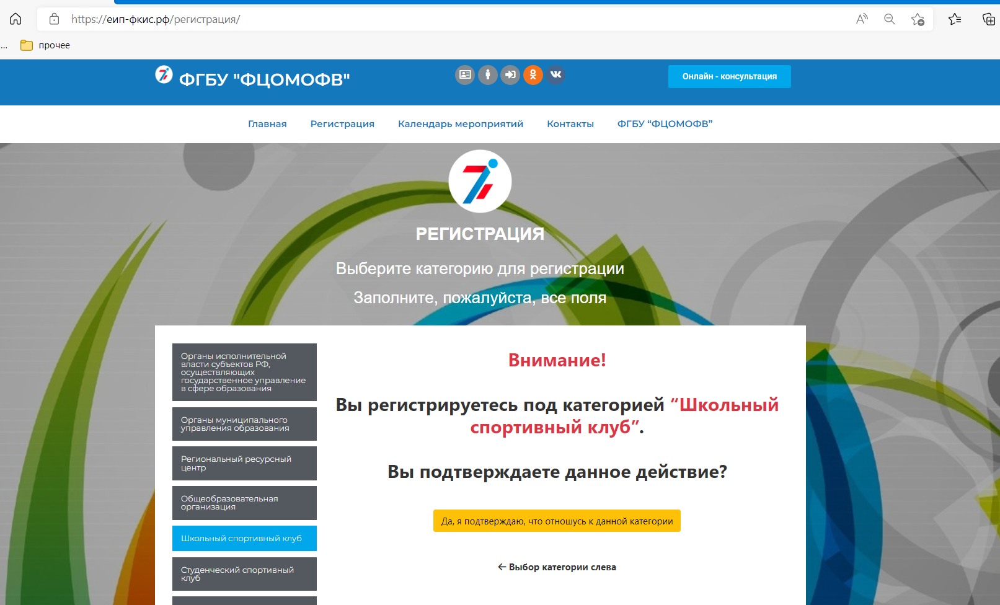 https://еип-фкис.рф/регистрация/
... прочее
ФГБУ "ФЦОМОФВ"
Онлайн - консультация
Главная Регистрация Календарь мероприятий Контакты ФГБУ “ФЦОМОФВ”
РЕГИСТРАЦИЯ
Выберите категорию для регистрации
Заполните, пожалуйста, все поля
Органы исполнительной
власти субъектов РФ,
осуществляющих
государственное управление
в сфере образования
Органы муниципального
управления образования
Региональный ресурсный
центр
Общеобразовательная
организация
Школьный спортивный клуб
Студенческий спортивный
клуб
Внимание!
Вы регистрируетесь под категорией “Школьный
спортивный клуб”.
Вы подтверждаете данное действие?
Да, я подтверждаю, что отношусь к данной категории
← Выбор категории слева